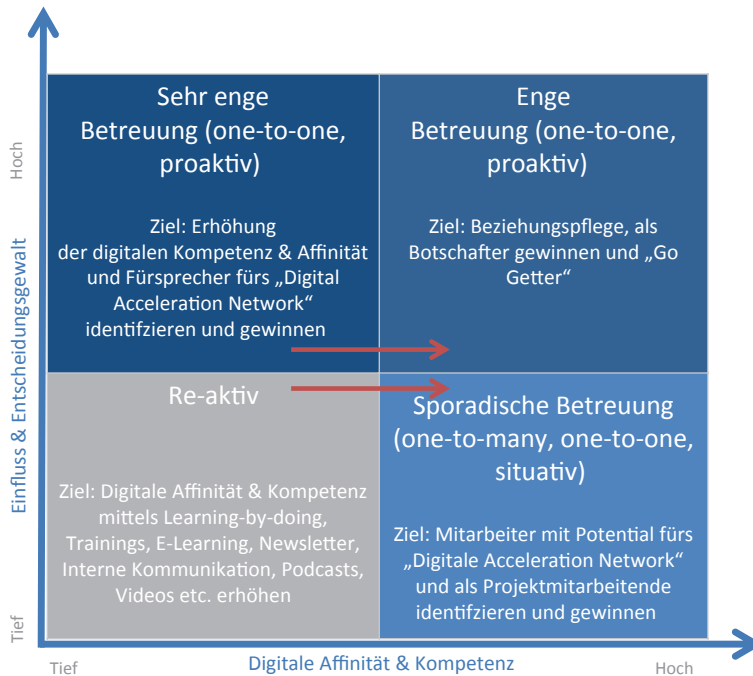 Sehr enge
Betreuung (one-to-one,
proaktiv)
Ziel: Erhöhung
der digitalen Kompetenz & Affinität
und Fürsprecher fürs „Digital
Acceleration Network“
identifzieren und gewinnen
Enge
Betreuung (one-to-one,
proaktiv)
Ziel: Beziehungspflege, als
Botschafter gewinnen und „Go
Getter“
Re-aktiv
Ziel: Digitale Affinität & Kompetenz
mittels Learning-by-doing,
Trainings, E-Learning, Newsletter,
Interne Kommunikation, Podcasts,
Videos etc. erhöhen
Sporadische Betreuung
(one-to-many, one-to-one,
situativ)
Ziel: Mitarbeiter mit Potential fürs
„Digitale Acceleration Network“
und als Projektmitarbeitende
identifzieren und gewinnen
Hoch
Einfluss & Entscheidungsgewalt
Tief
Tief
Digitale Affinität & Kompetenz
Hoch